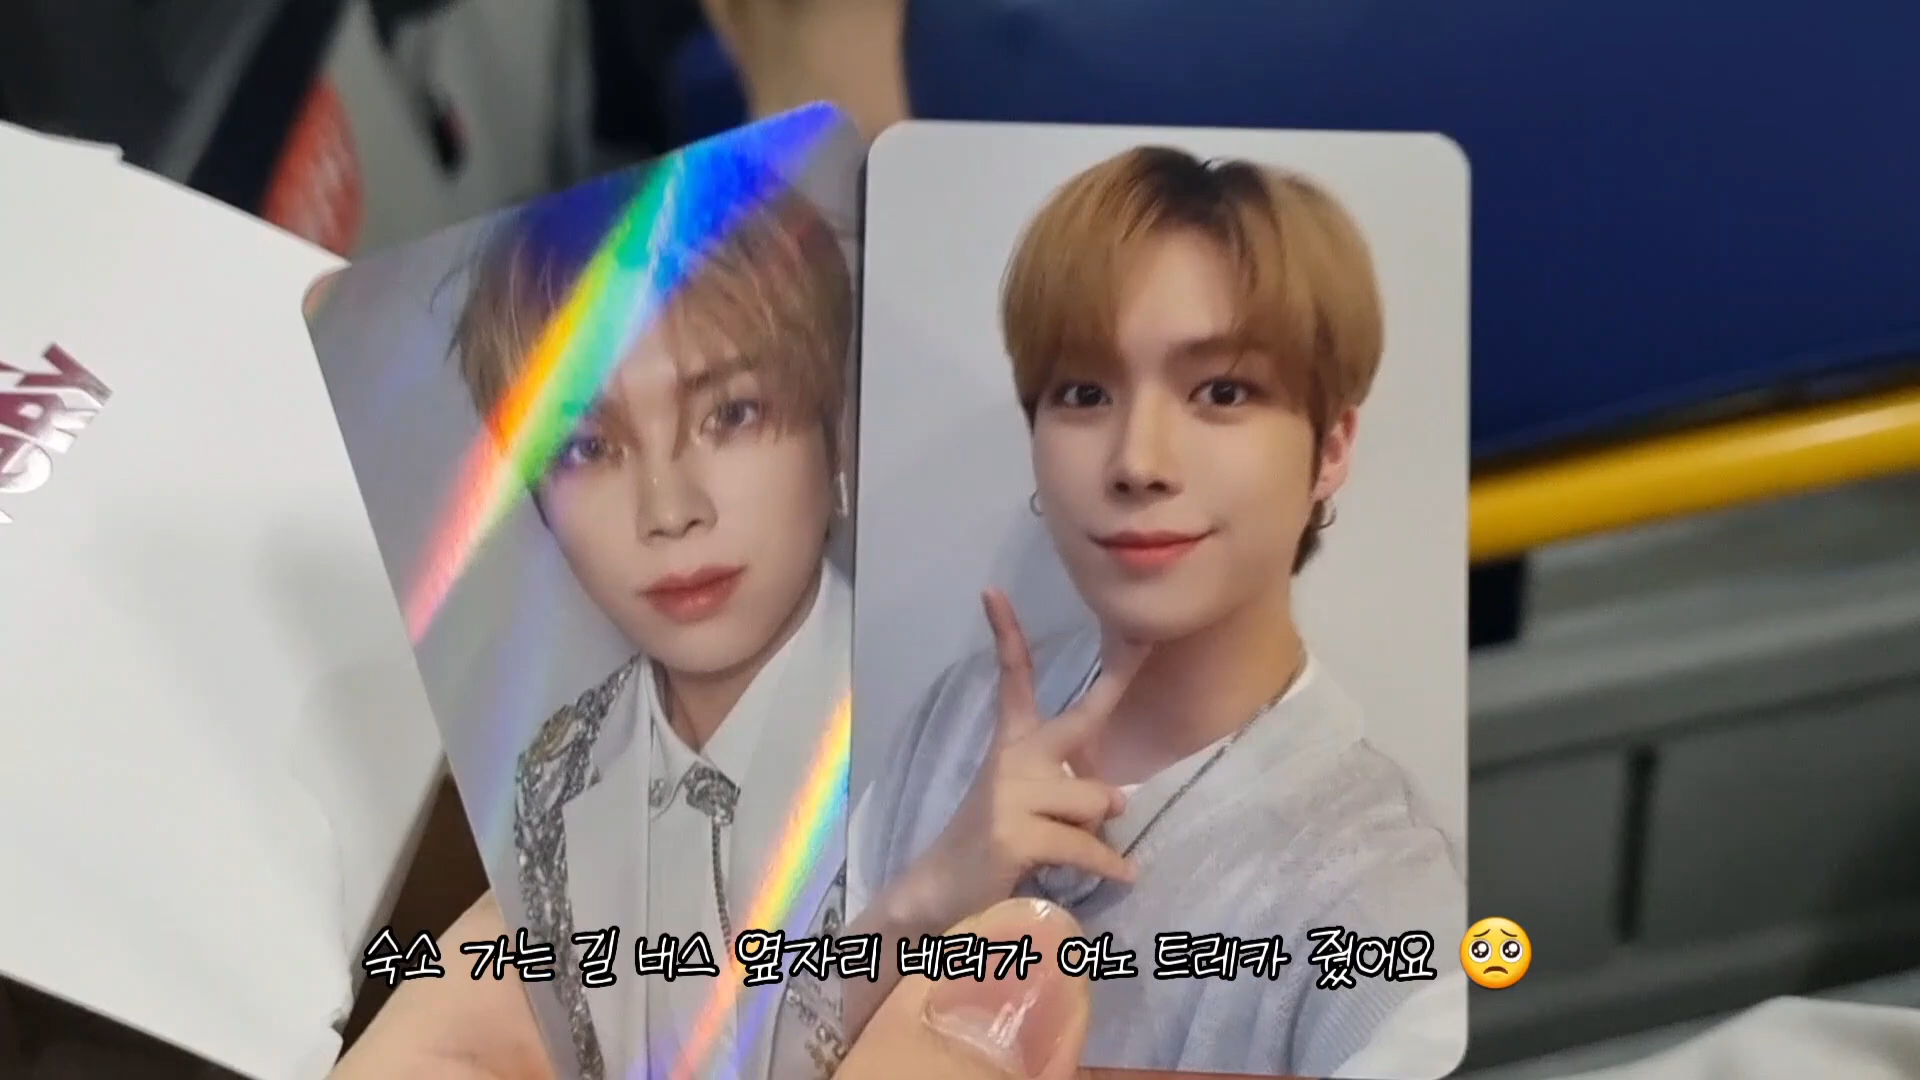 숙소 가는 길 버스 옆자리 베러가 여노 트레카 줬어요 🥺